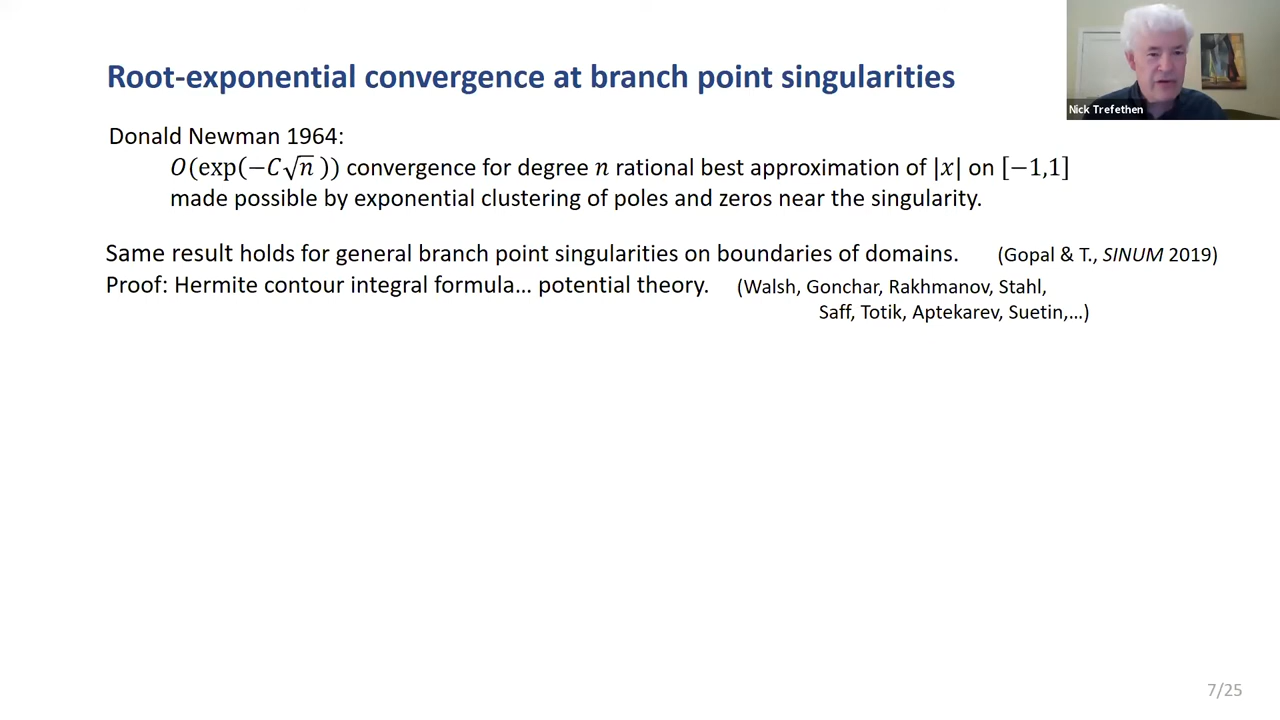 Root-exponential convergence at branch point singularities
Nick Trefethen
Donald Newman 1964:
O(exp(−C√n)) convergence for degree n rational best approximation of |x| on [−1,1]
made possible by exponential clustering of poles and zeros near the singularity.
Same result holds for general branch point singularities on boundaries of domains. (Gopal & T., SINUM 2019)
Proof: Hermite contour integral formula... potential theory. (Walsh, Gonchar, Rakhmanov, Stahl,
Saff, Totik, Aptekarev, Suetin,...)
7/25